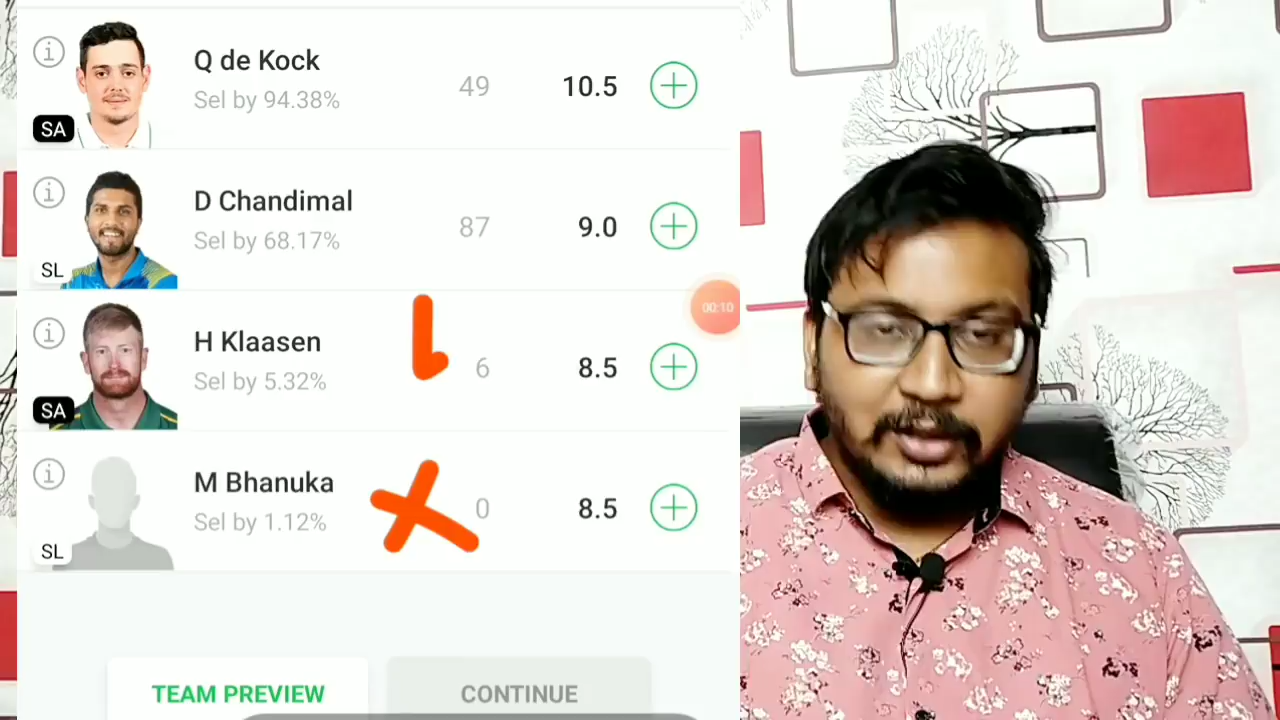 Q de Kock
Sel by 94.38%
49
10.5
SA
D Chandimal
Sel by 68.17%
87
9.0
SL
00:10
H Klaasen
Sel by 5.32%
6
8.5
SA
M Bhanuka
Sel by 1.12%
0
8.5
SL
TEAM PREVIEW
CONTINUE